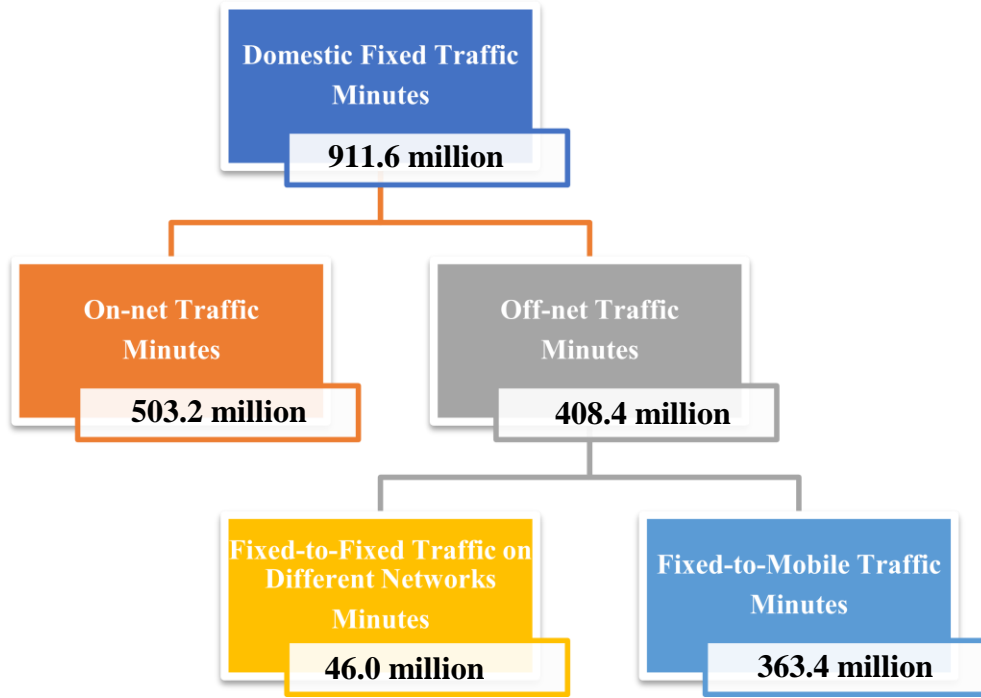 Domestic Fixed Traffic
Minutes
911.6 million
On-net Traffic
Minutes
503.2 million
Off-net Traffic
Minutes
408.4 million
Fixed-to-Fixed Traffic on
Different Networks
Minutes
46.0 million
Fixed-to-Mobile Traffic
Minutes
363.4 million